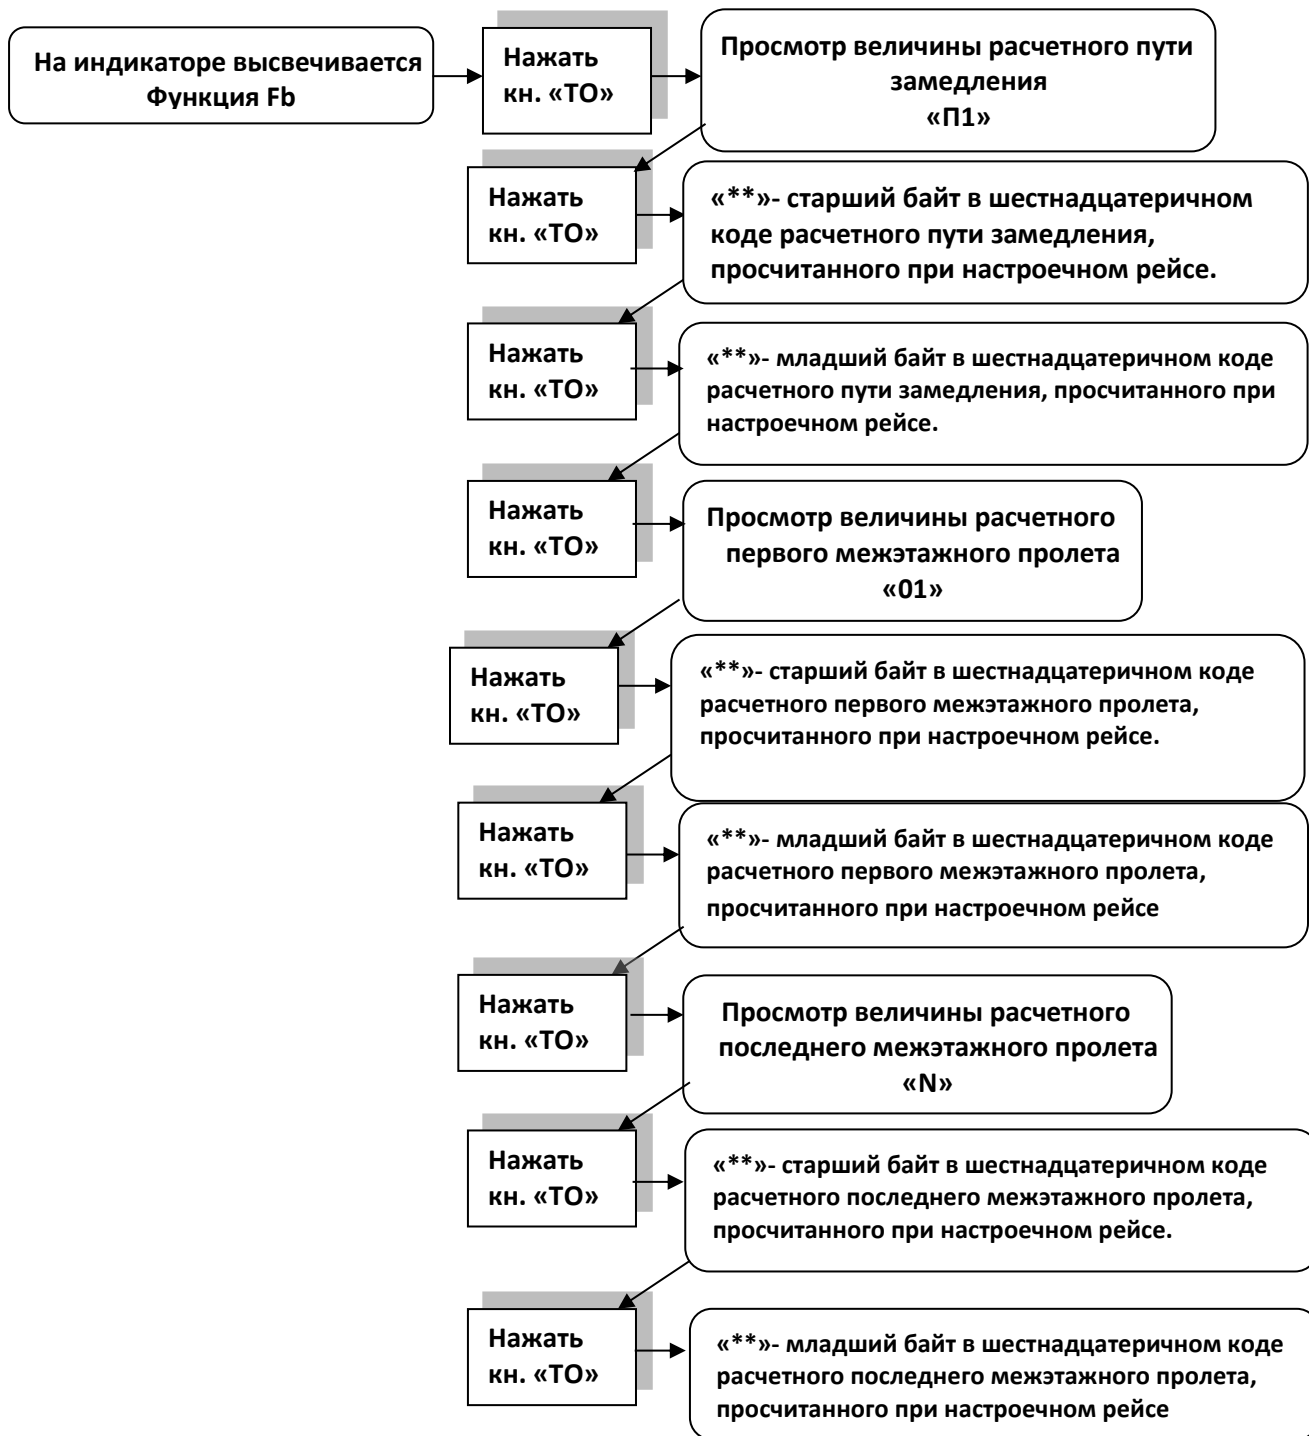 На индикаторе высвечивается
Функция Fb
Нажать
кн. «ТО»
Просмотр величины расчетного пути
замедления
«П1»
Нажать
кн. «ТО»
«**»- старший байт в шестнадцатеричном
коде расчетного пути замедления,
просчитанного при настроечном рейсе.
Нажать
кн. «ТО»
«**»- младший байт в шестнадцатеричном коде
расчетного пути замедления, просчитанного при
настроечном рейсе.
Нажать
кн. «ТО»
Просмотр величины расчетного
первого межэтажного пролета
«01»
Нажать
кн. «ТО»
«**»- старший байт в шестнадцатеричном коде
расчетного первого межэтажного пролета,
просчитанного при настроечном рейсе.
Нажать
кн. «ТО»
«**»- младший байт в шестнадцатеричном коде
расчетного первого межэтажного пролета,
просчитанного при настроечном рейсе
Нажать
кн. «ТО»
Просмотр величины расчетного
последнего межэтажного пролета
«N»
Нажать
кн. «ТО»
«**»- старший байт в шестнадцатеричном коде
расчетного последнего межэтажного пролета,
просчитанного при настроечном рейсе.
Нажать
кн. «ТО»
«**»- младший байт в шестнадцатеричном коде
расчетного последнего межэтажного пролета,
просчитанного при настроечном рейсе